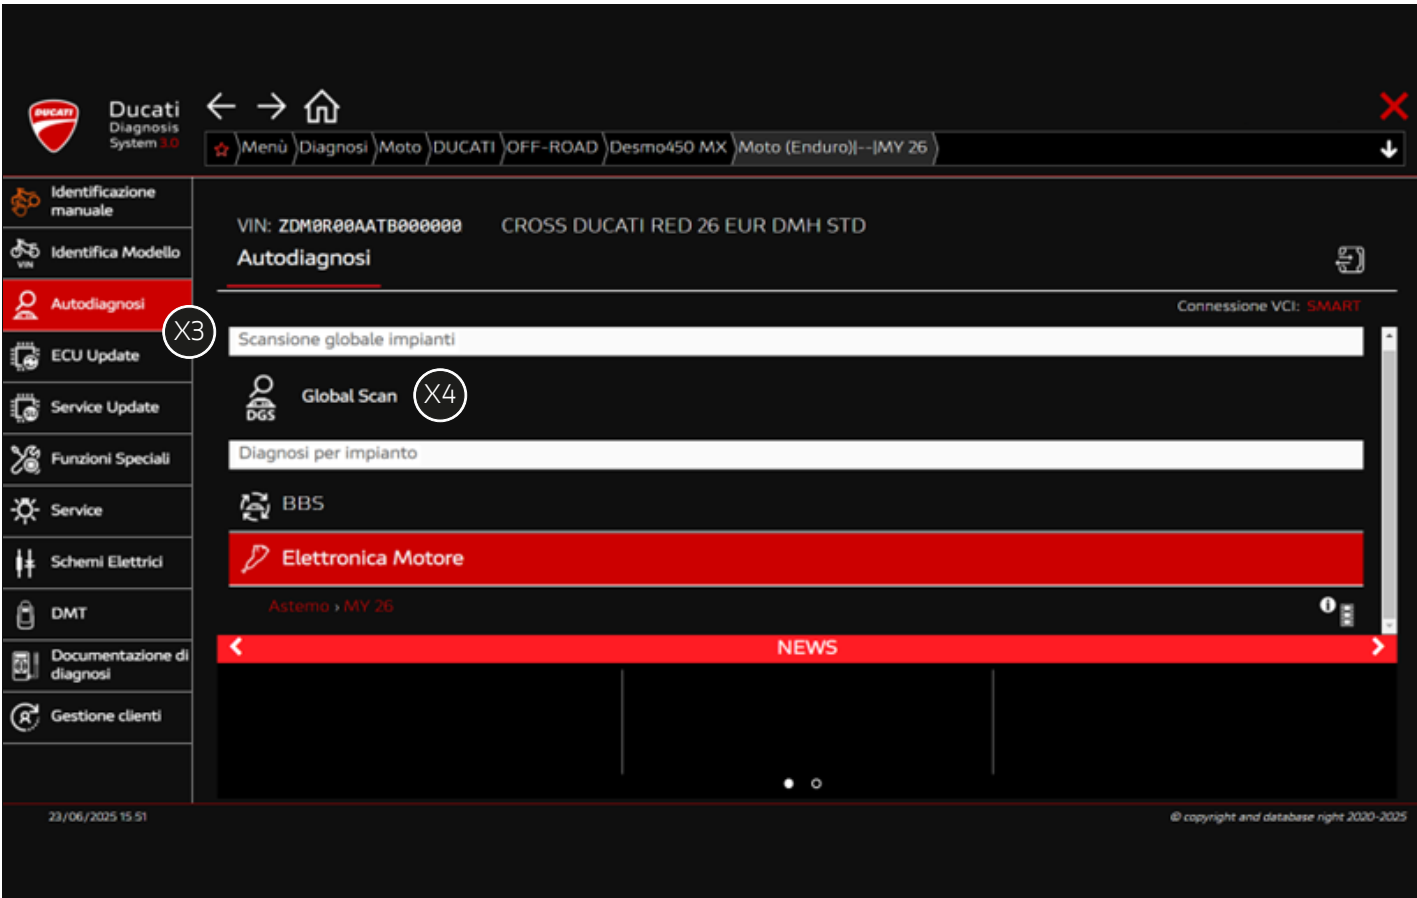 DUCATI
Ducati
Diagnosis
System 3.0
Menù Diagnosi Moto DUCATI OFF-ROAD Desmo450 MX Moto (Enduro)|--|MY 26
Identificazione
manuale
VIN
Identifica Modello
Autodiagnosi
X3
ECU Update
Service Update
Funzioni Speciali
Service
Schemi Elettrici
DMT
Documentazione di
diagnosi
Gestione clienti
VIN: ZDM0R00AATB000000 CROSS DUCATI RED 26 EUR DMH STD
Autodiagnosi
Connessione VCI: SMART
Scansione globale impianti
DGS
Global Scan
X4
Diagnosi per impianto
BBS
Elettronica Motore
Astemo › MY 26
NEWS
23/06/2025 15:51
© copyright and database right 2020-2025